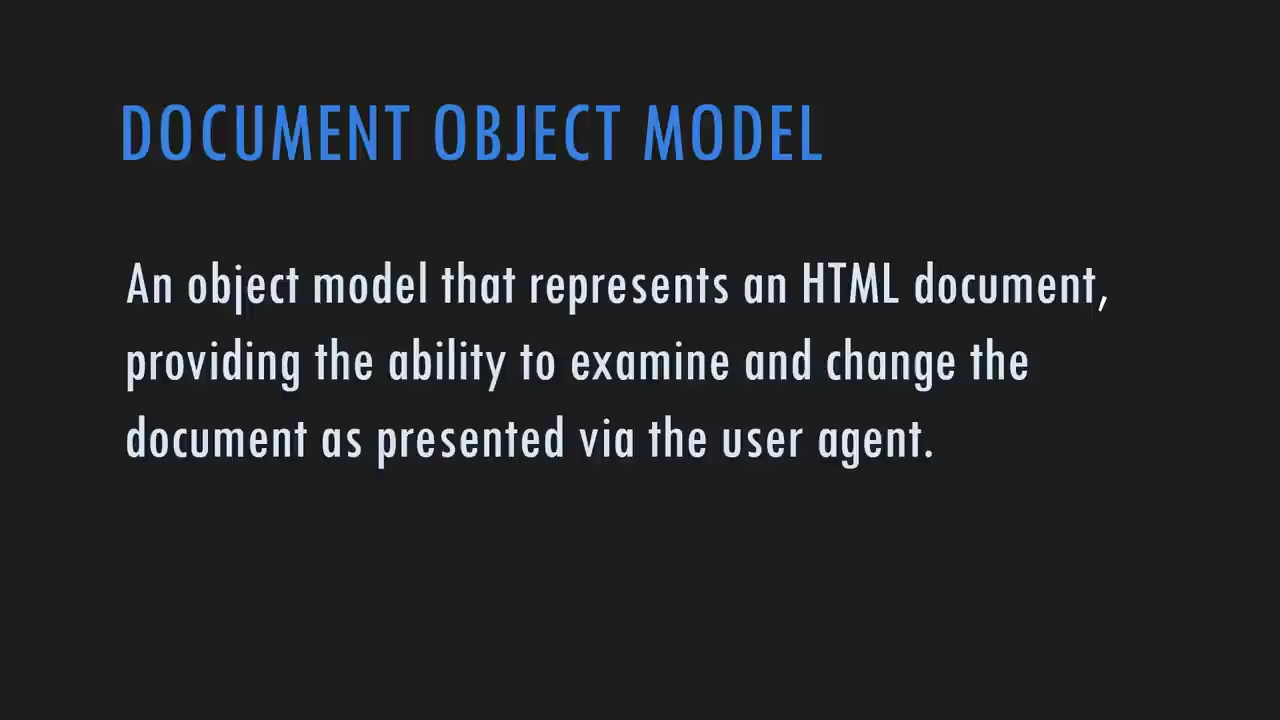 DOCUMENT OBJECT MODEL
An object model that represents an HTML document,
providing the ability to examine and change the
document as presented via the user agent.